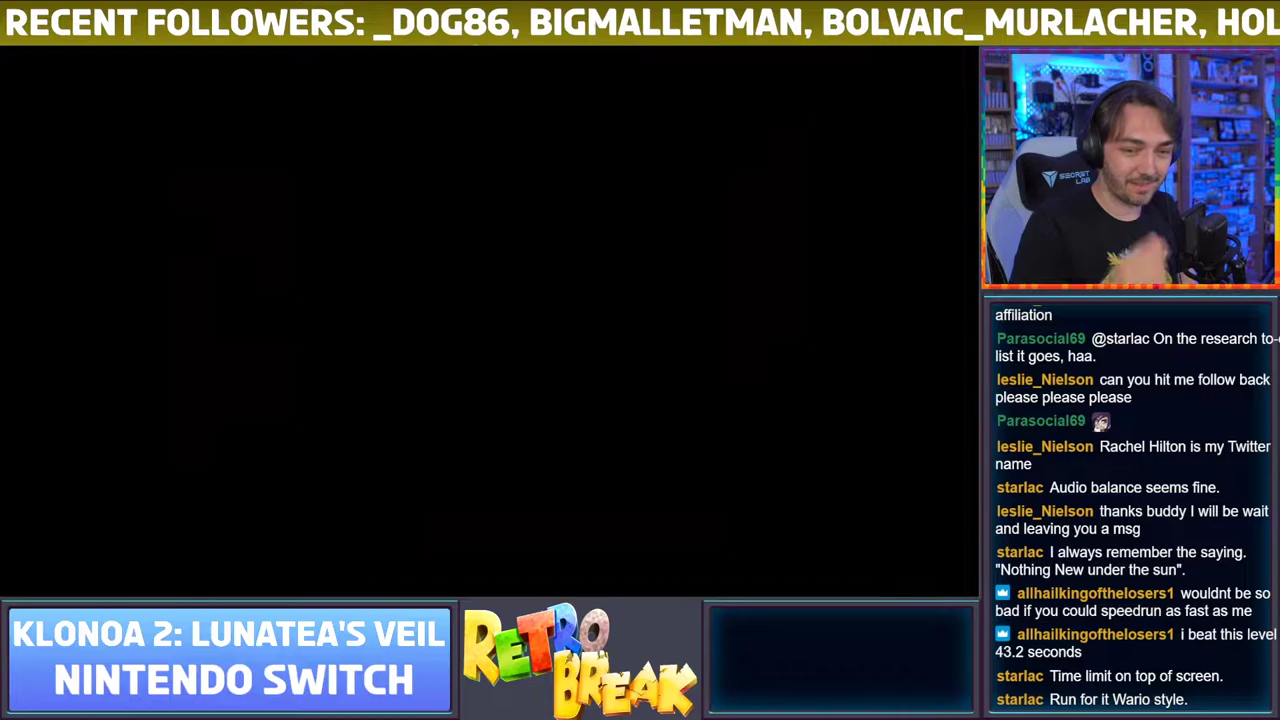 RECENT FOLLOWERS: _DOG86, BIGMALLETMAN, BOLVAIC_MURLACHER, HOL
SECRET
LAB
affiliation
Parasocial69 @starlac On the research to-
list it goes, haa.
leslie_Nielson can you hit me follow back
please please please
Parasocial69
leslie_Nielson Rachel Hilton is my Twitter
name
starlac Audio balance seems fine.
leslie_Nielson thanks buddy I will be wait
and leaving you a msg
starlac I always remember the saying.
"Nothing New under the sun".
allhailkingofthelosers1 wouldnt be so
bad if you could speedrun as fast as me
allhailkingofthelosers1 i beat this level
43.2 seconds
starlac Time limit on top of screen.
starlac Run for it Wario style.
KLONOA 2: LUNATEA'S VEIL
NINTENDO SWITCH
RETRO
BREAK